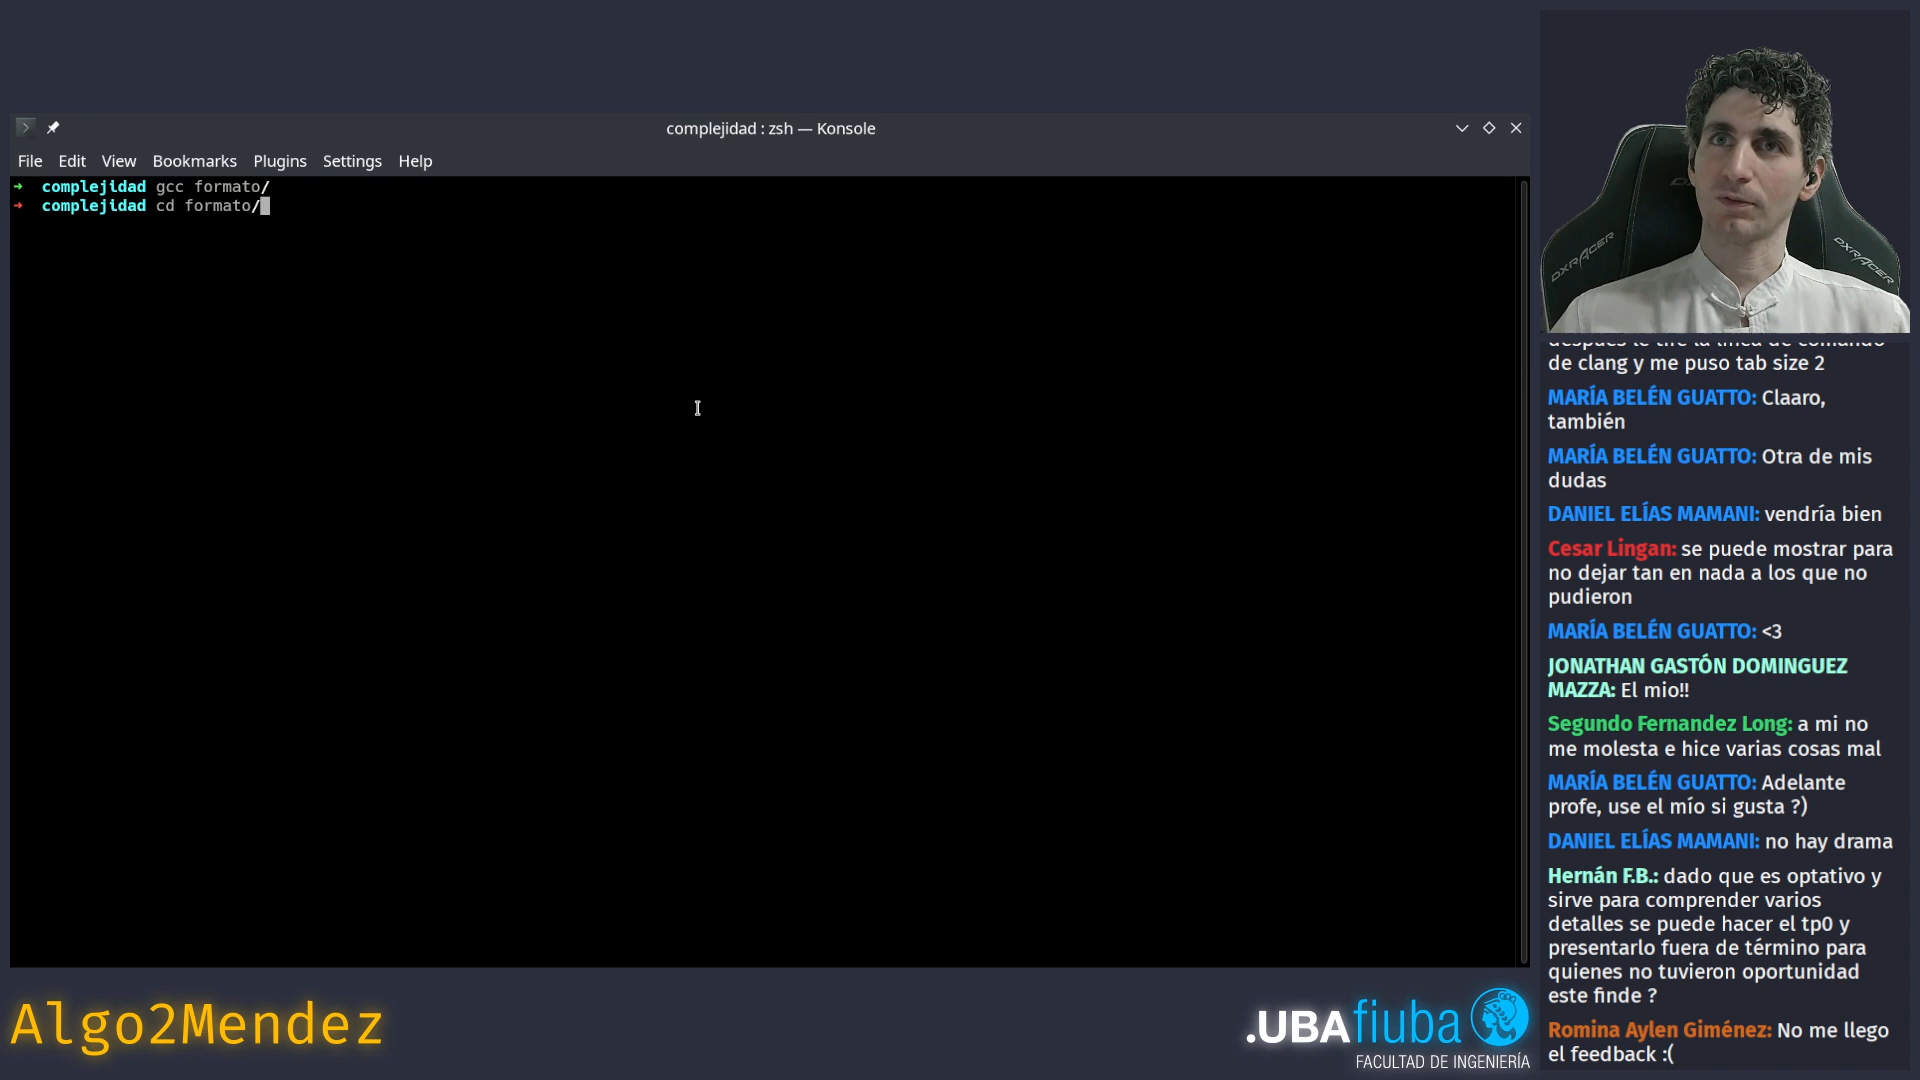 complejidad : zsh — Konsole
File Edit View Bookmarks Plugins Settings Help
➜ complejidad gcc formato/
➜ complejidad cd formato/
DXRACER
DXRACER
de clang y me puso tab size 2
MARÍA BELÉN GUATTO: Claaro,
también
MARÍA BELÉN GUATTO: Otra de mis
dudas
DANIEL ELÍAS MAMANI: vendría bien
Cesar Lingan: se puede mostrar para
no dejar tan en nada a los que no
pudieron
MARÍA BELÉN GUATTO: <3
JONATHAN GASTÓN DOMINGUEZ
MAZZA: El mio!!
Segundo Fernandez Long: a mi no
me molesta e hice varias cosas mal
MARÍA BELÉN GUATTO: Adelante
profe, use el mío si gusta ?)
DANIEL ELÍAS MAMANI: no hay drama
Hernán F.B.: dado que es optativo y
sirve para comprender varios
detalles se puede hacer el tp0 y
presentarlo fuera de término para
quienes no tuvieron oportunidad
este finde ?
Romina Aylen Giménez: No me llego
el feedback :(
Algo2Mendez
.UBAfiuba
FACULTAD DE INGENIERÍA